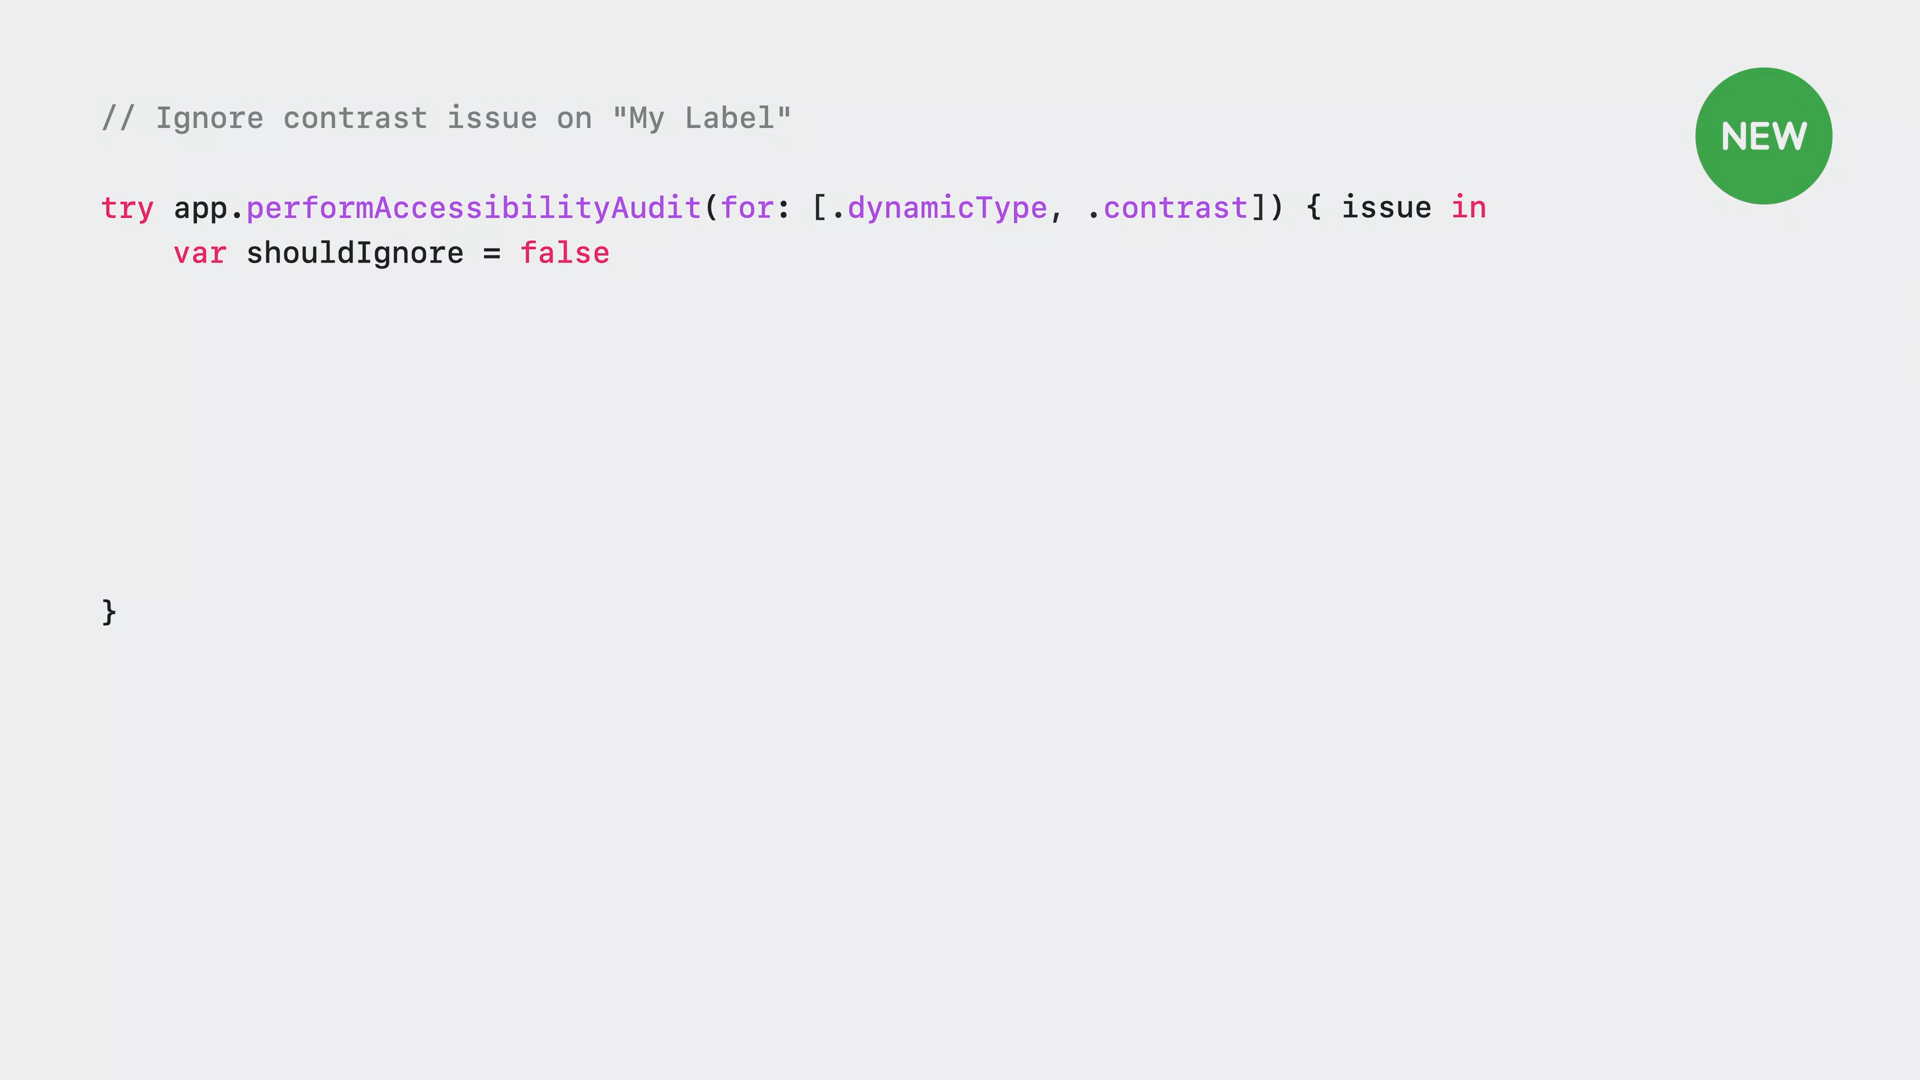 // Ignore contrast issue on "My Label"
NEW
try app.performAccessibilityAudit(for: [.dynamicType, .contrast]) { issue in
    var shouldIgnore = false
}